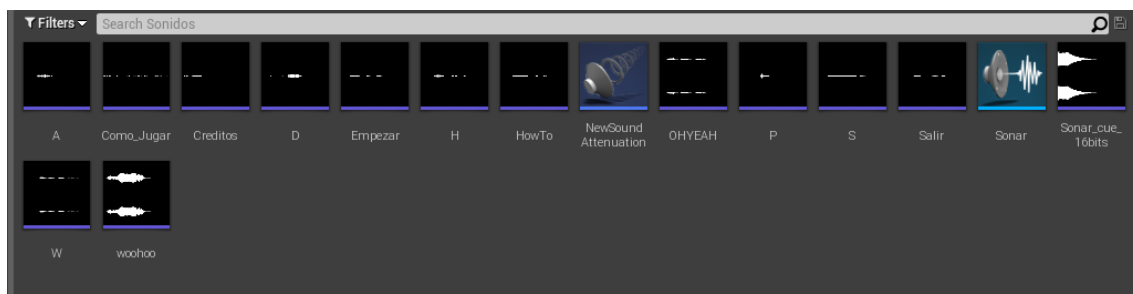 Filters
Search Sonidos
A
Como_Jugar
Creditos
D
Empezar
H
HowTo
NewSound
Attenuation
OHYEAH
P
S
Salir
Sonar
Sonar_cue_
16bits
W
woohoo